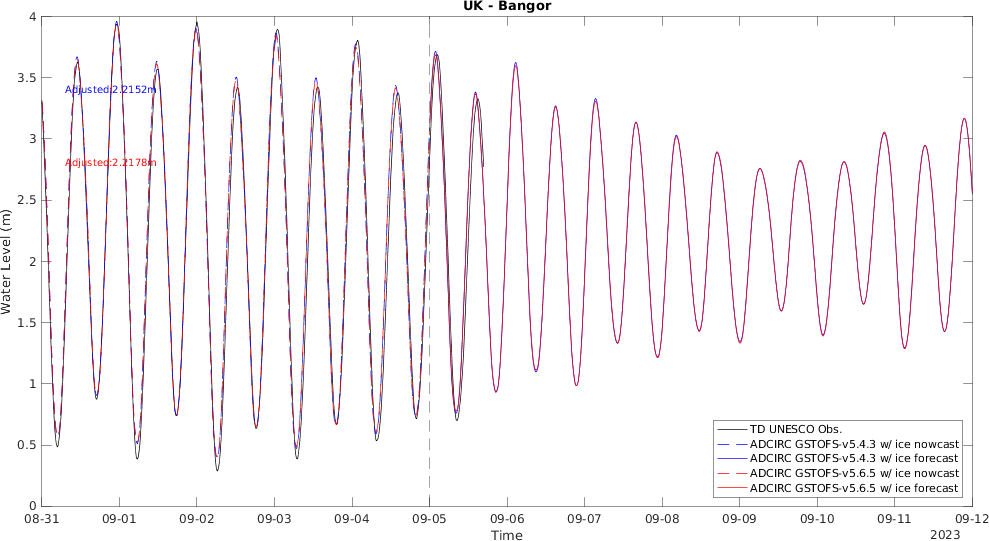 UK - Bangor
4
3.5
3
2.5
2
1.5
1
0.5
0
Water Level (m)
Adjusted:2.2152m
Adjusted:2.2178m
TD UNESCO Obs.
ADCIRC GSTOFS-v5.4.3 w/ ice nowcast
ADCIRC GSTOFS-v5.4.3 w/ ice forecast
ADCIRC GSTOFS-v5.6.5 w/ ice nowcast
ADCIRC GSTOFS-v5.6.5 w/ ice forecast
08-31 09-01 09-02 09-03 09-04 09-05 09-06 09-07 09-08 09-09 09-10 09-11 09-12
Time
2023